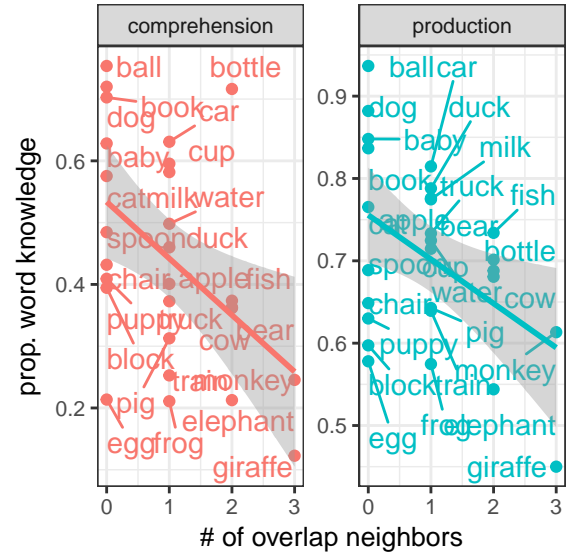 comprehension
production
prop. word knowledge
0.6
0.4
0.2
ball
bottle
book
car
dog
baby
cup
cat
milk
water
spoon
duck
chair
apple
fish
puppy
truck
cow
ear
block
pig
train
monkey
egg
frog
elephant
giraffe
0 1 2 3
0.9
0.8
0.7
0.6
0.5
ball
car
dog
duck
baby
milk
book
truck
fish
cat
apple
bear
spoon
cup
bottle
water
cow
chair
pig
puppy
monkey
block
train
egg
frog
elephant
giraffe
0 1 2 3
# of overlap neighbors